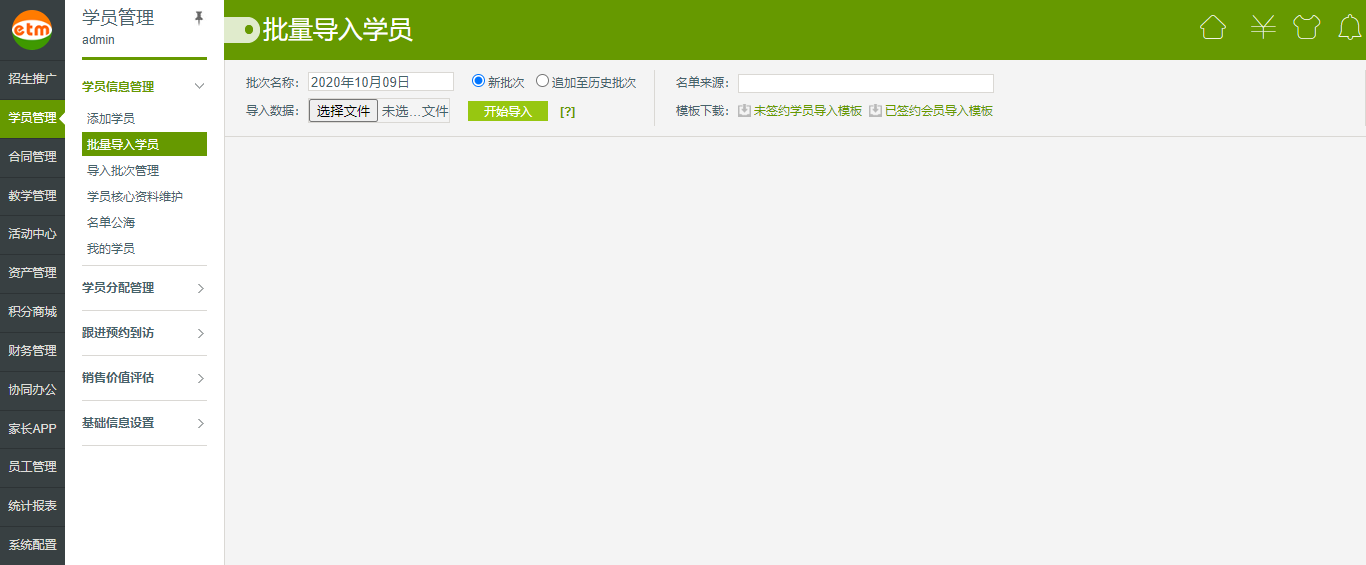 etm
招生推广
学员管理
合同管理
教学管理
活动中心
资产管理
积分商城
财务管理
协同办公
家长APP
员工管理
统计报表
系统配置
学员管理
admin
学员信息管理
添加学员
批量导入学员
导入批次管理
学员核心资料维护
名单公海
我的学员
学员分配管理
跟进预约到访
销售价值评估
基础信息设置
批量导入学员
批次名称： 2020年10月09日 新批次 追加至历史批次
导入数据： 选择文件 未选...文件 开始导入 [?]
名单来源：
模板下载： 未签约学员导入模板 已签约会员导入模板